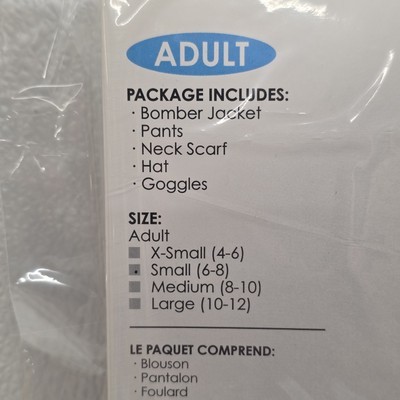 ADULT
PACKAGE INCLUDES:
· Bomber Jacket
· Pants
· Neck Scarf
· Hat
· Goggles
SIZE:
Adult
X-Small (4-6)
Small (6-8)
Medium (8-10)
Large (10-12)
LE PAQUET COMPREND:
· Blouson
· Pantalon
· Foulard